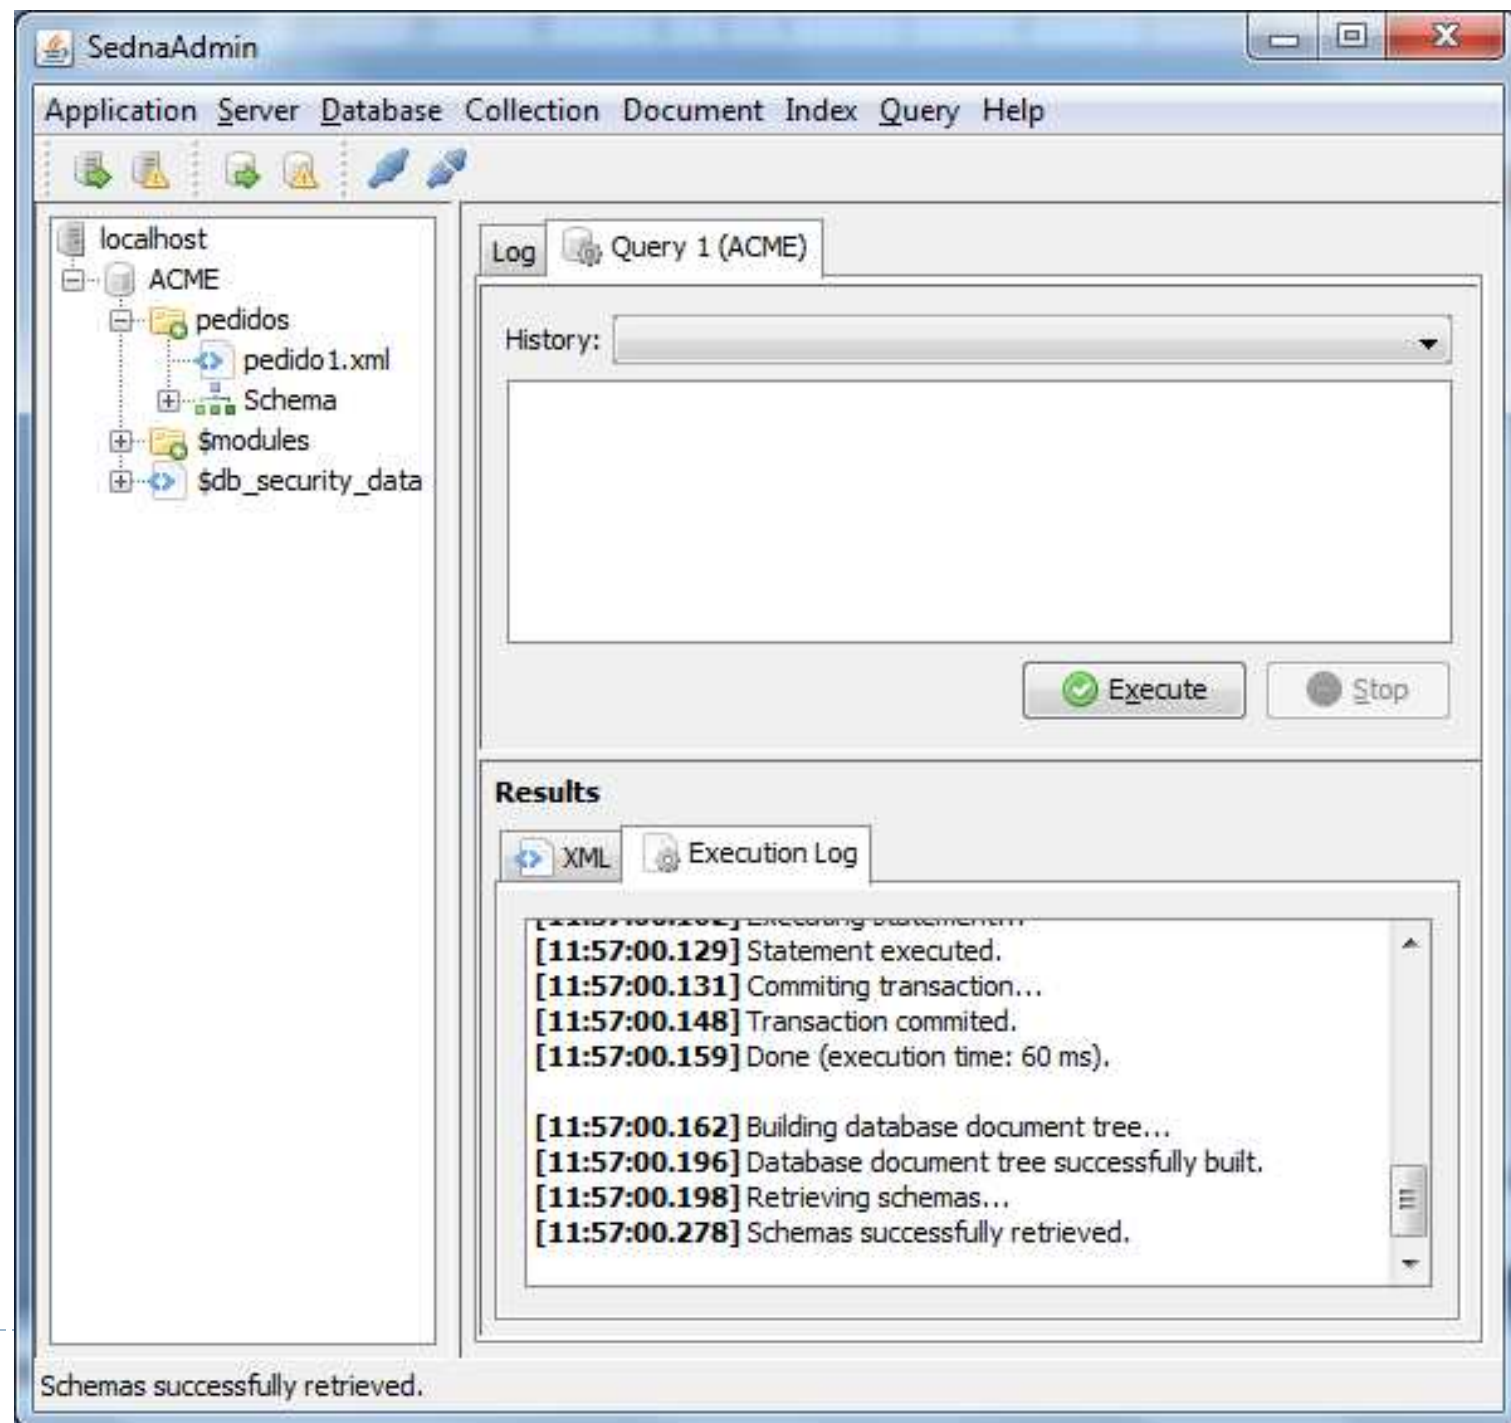 SednaAdmin
Application Server Database Collection Document Index Query Help
localhost
ACME
pedidos
pedido1.xml
Schema
$modules
$db_security_data
Log
Query 1 (ACME)
History:
Execute
Stop
Results
XML
Execution Log
[11:57:00.129] Statement executed.
[11:57:00.131] Commiting transaction...
[11:57:00.148] Transaction commited.
[11:57:00.159] Done (execution time: 60 ms).
[11:57:00.162] Building database document tree...
[11:57:00.196] Database document tree successfully built.
[11:57:00.198] Retrieving schemas...
[11:57:00.278] Schemas successfully retrieved.
Schemas successfully retrieved.